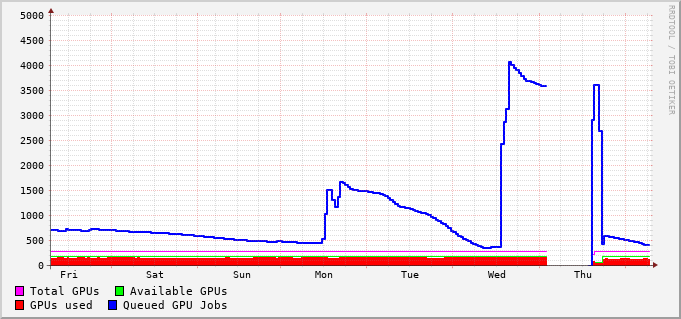 RRDTOOL / TOBI OETIKER
5000
4500
4000
3500
3000
2500
2000
1500
1000
500
0
Fri Sat Sun Mon Tue Wed Thu
Total GPUs Available GPUs
GPUs used Queued GPU Jobs